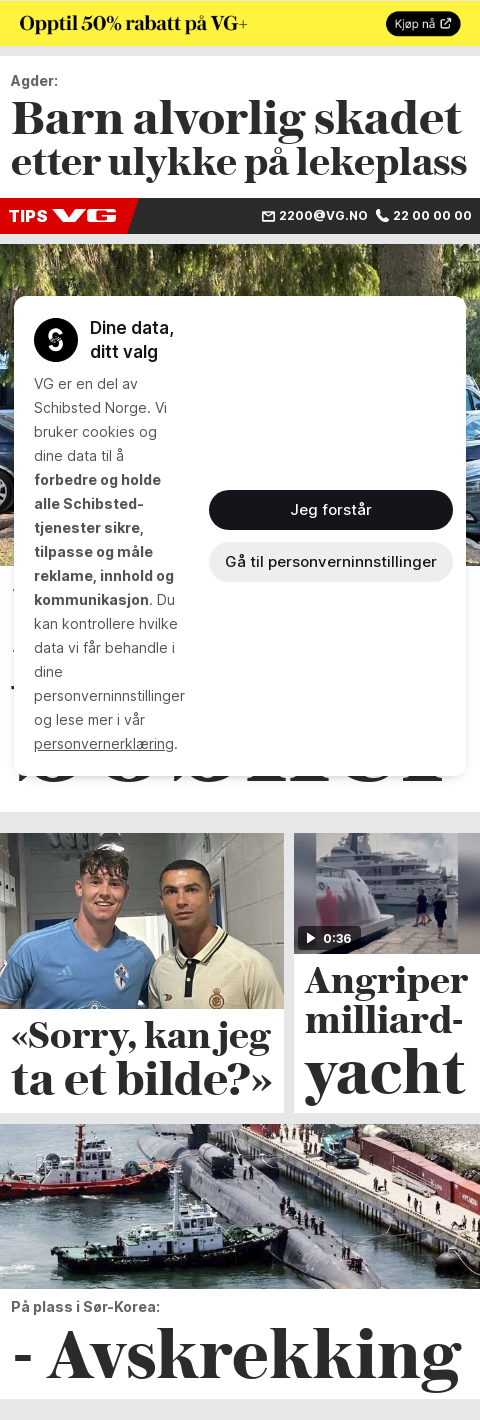 Opptil 50% rabatt på VG+
Kjøp nå
Agder:
Barn alvorlig skadet
etter ulykke på lekeplass
TIPS VG
2200@VG.NO 22 00 00 00
Dine data,
ditt valg
VG er en del av
Schibsted Norge. Vi
bruker cookies og
dine data til å
forbedre og holde
alle Schibsted-
tjenester sikre,
tilpasse og måle
reklame, innhold og
kommunikasjon. Du
kan kontrollere hvilke
data vi får behandle i
dine
personverninnstillinger
og lese mer i vår
personvernerklæring.
Jeg forstår
Gå til personverninnstillinger
«Sorry, kan jeg
ta et bilde?»
0:36
Angriper
milliard-
yacht
På plass i Sør-Korea:
- Avskrekking